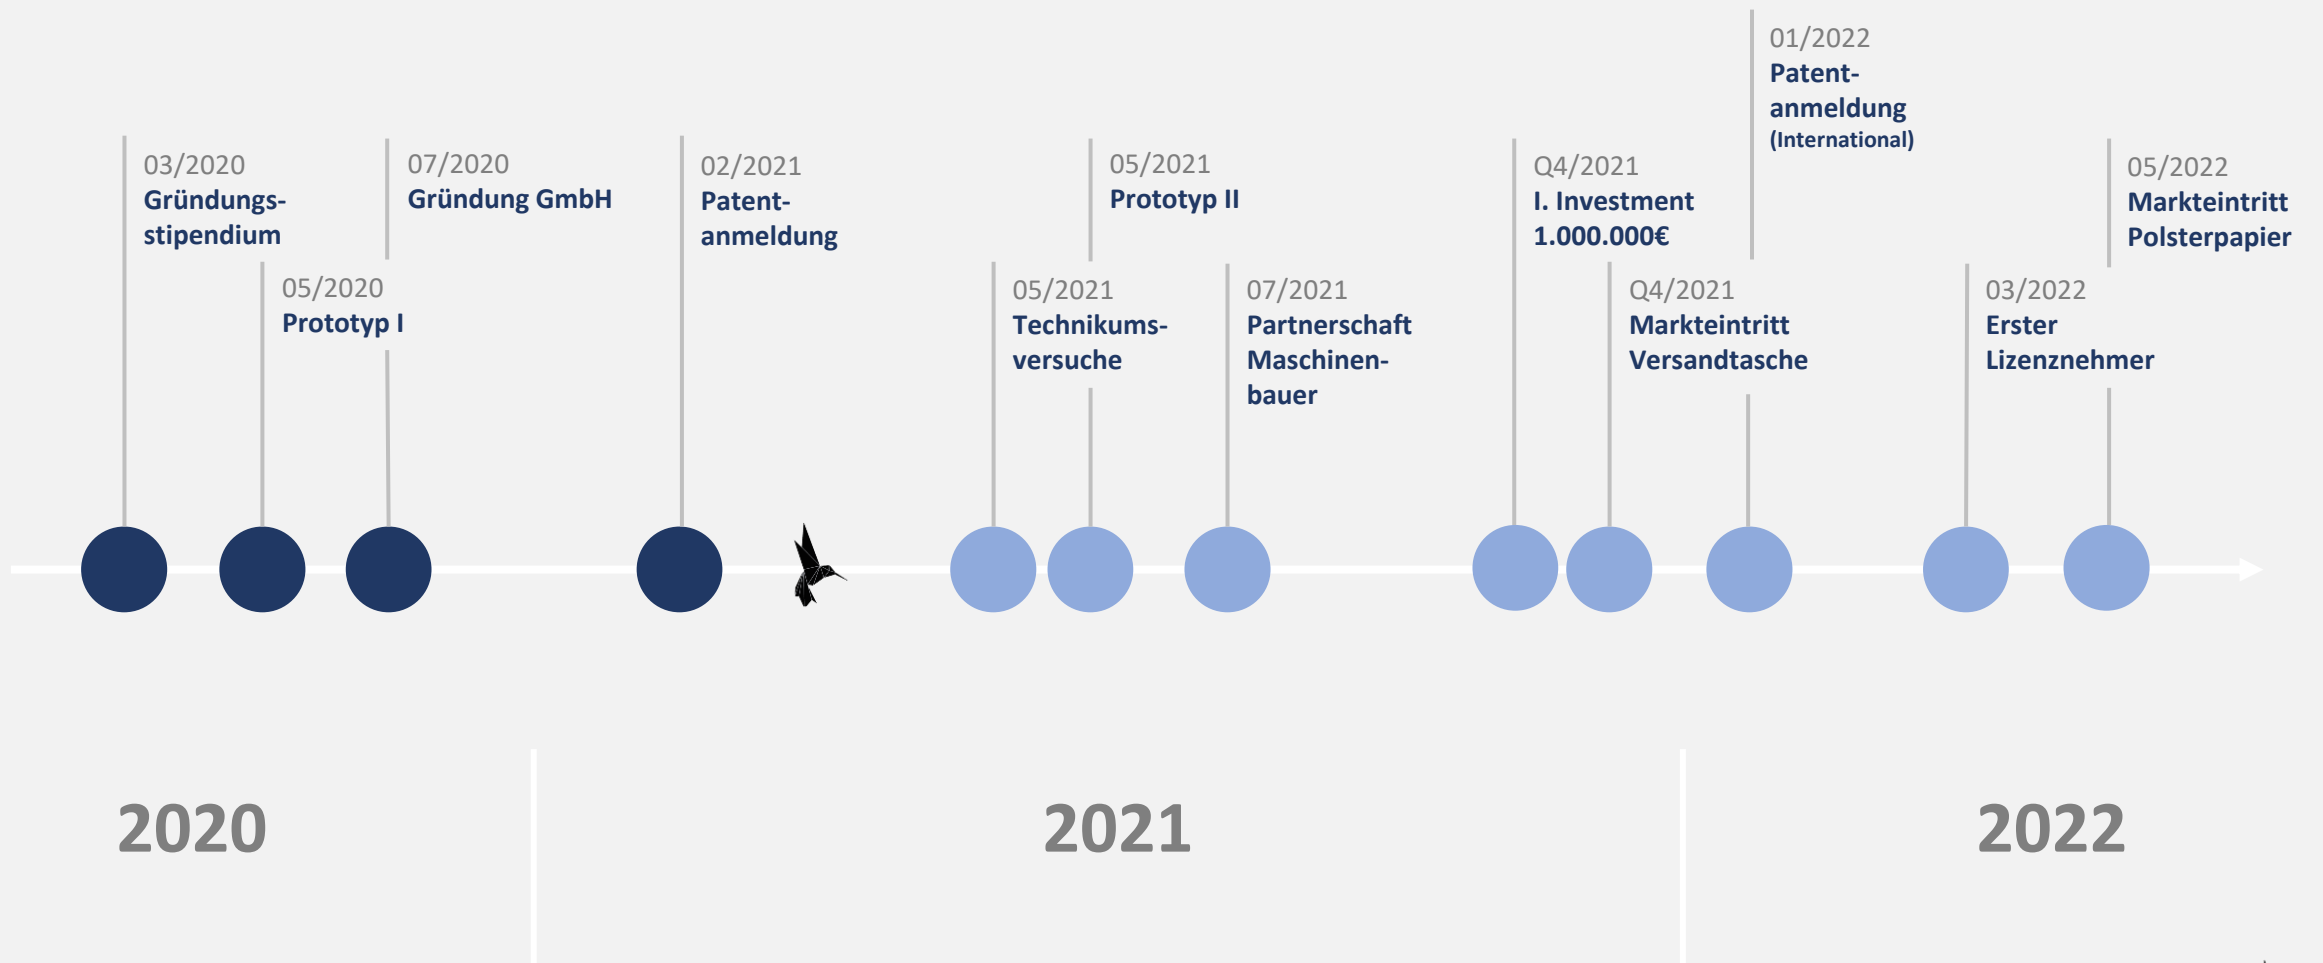 03/2020
Gründungs-
stipendium
05/2020
Prototyp I
07/2020
Gründung GmbH
02/2021
Patent-
anmeldung
05/2021
Technikums-
versuche
05/2021
Prototyp II
07/2021
Partnerschaft
Maschinen-
bauer
Q4/2021
I. Investment
1.000.000€
Q4/2021
Markteintritt
Versandtasche
01/2022
Patent-
anmeldung
(International)
03/2022
Erster
Lizenznehmer
05/2022
Markteintritt
Polsterpapier
2020
2021
2022